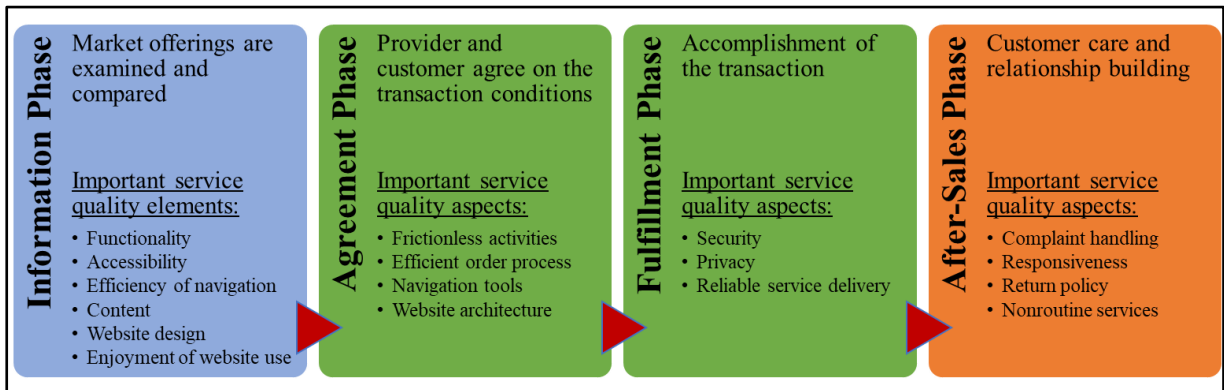 Information Phase
Market offerings are
examined and
compared
Important service
quality elements:
• Functionality
• Accessibility
• Efficiency of navigation
• Content
• Website design
• Enjoyment of website use
Agreement Phase
Provider and
customer agree on the
transaction conditions
Important service
quality aspects:
• Frictionless activities
• Efficient order process
• Navigation tools
• Website architecture
Fulfillment Phase
Accomplishment of
the transaction
Important service
quality aspects:
• Security
• Privacy
• Reliable service delivery
After-Sales Phase
Customer care and
relationship building
Important service
quality aspects:
• Complaint handling
• Responsiveness
• Return policy
• Nonroutine services